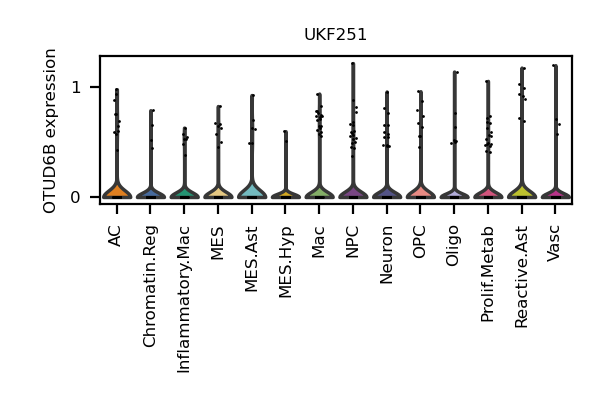 UKF251
OTUD6B expression
1
0
AC
Chromatin.Reg
Inflammatory.Mac
MES
MES.Ast
MES.Hyp
Mac
NPC
Neuron
OPC
Oligo
Prolif.Metab
Reactive.Ast
Vasc